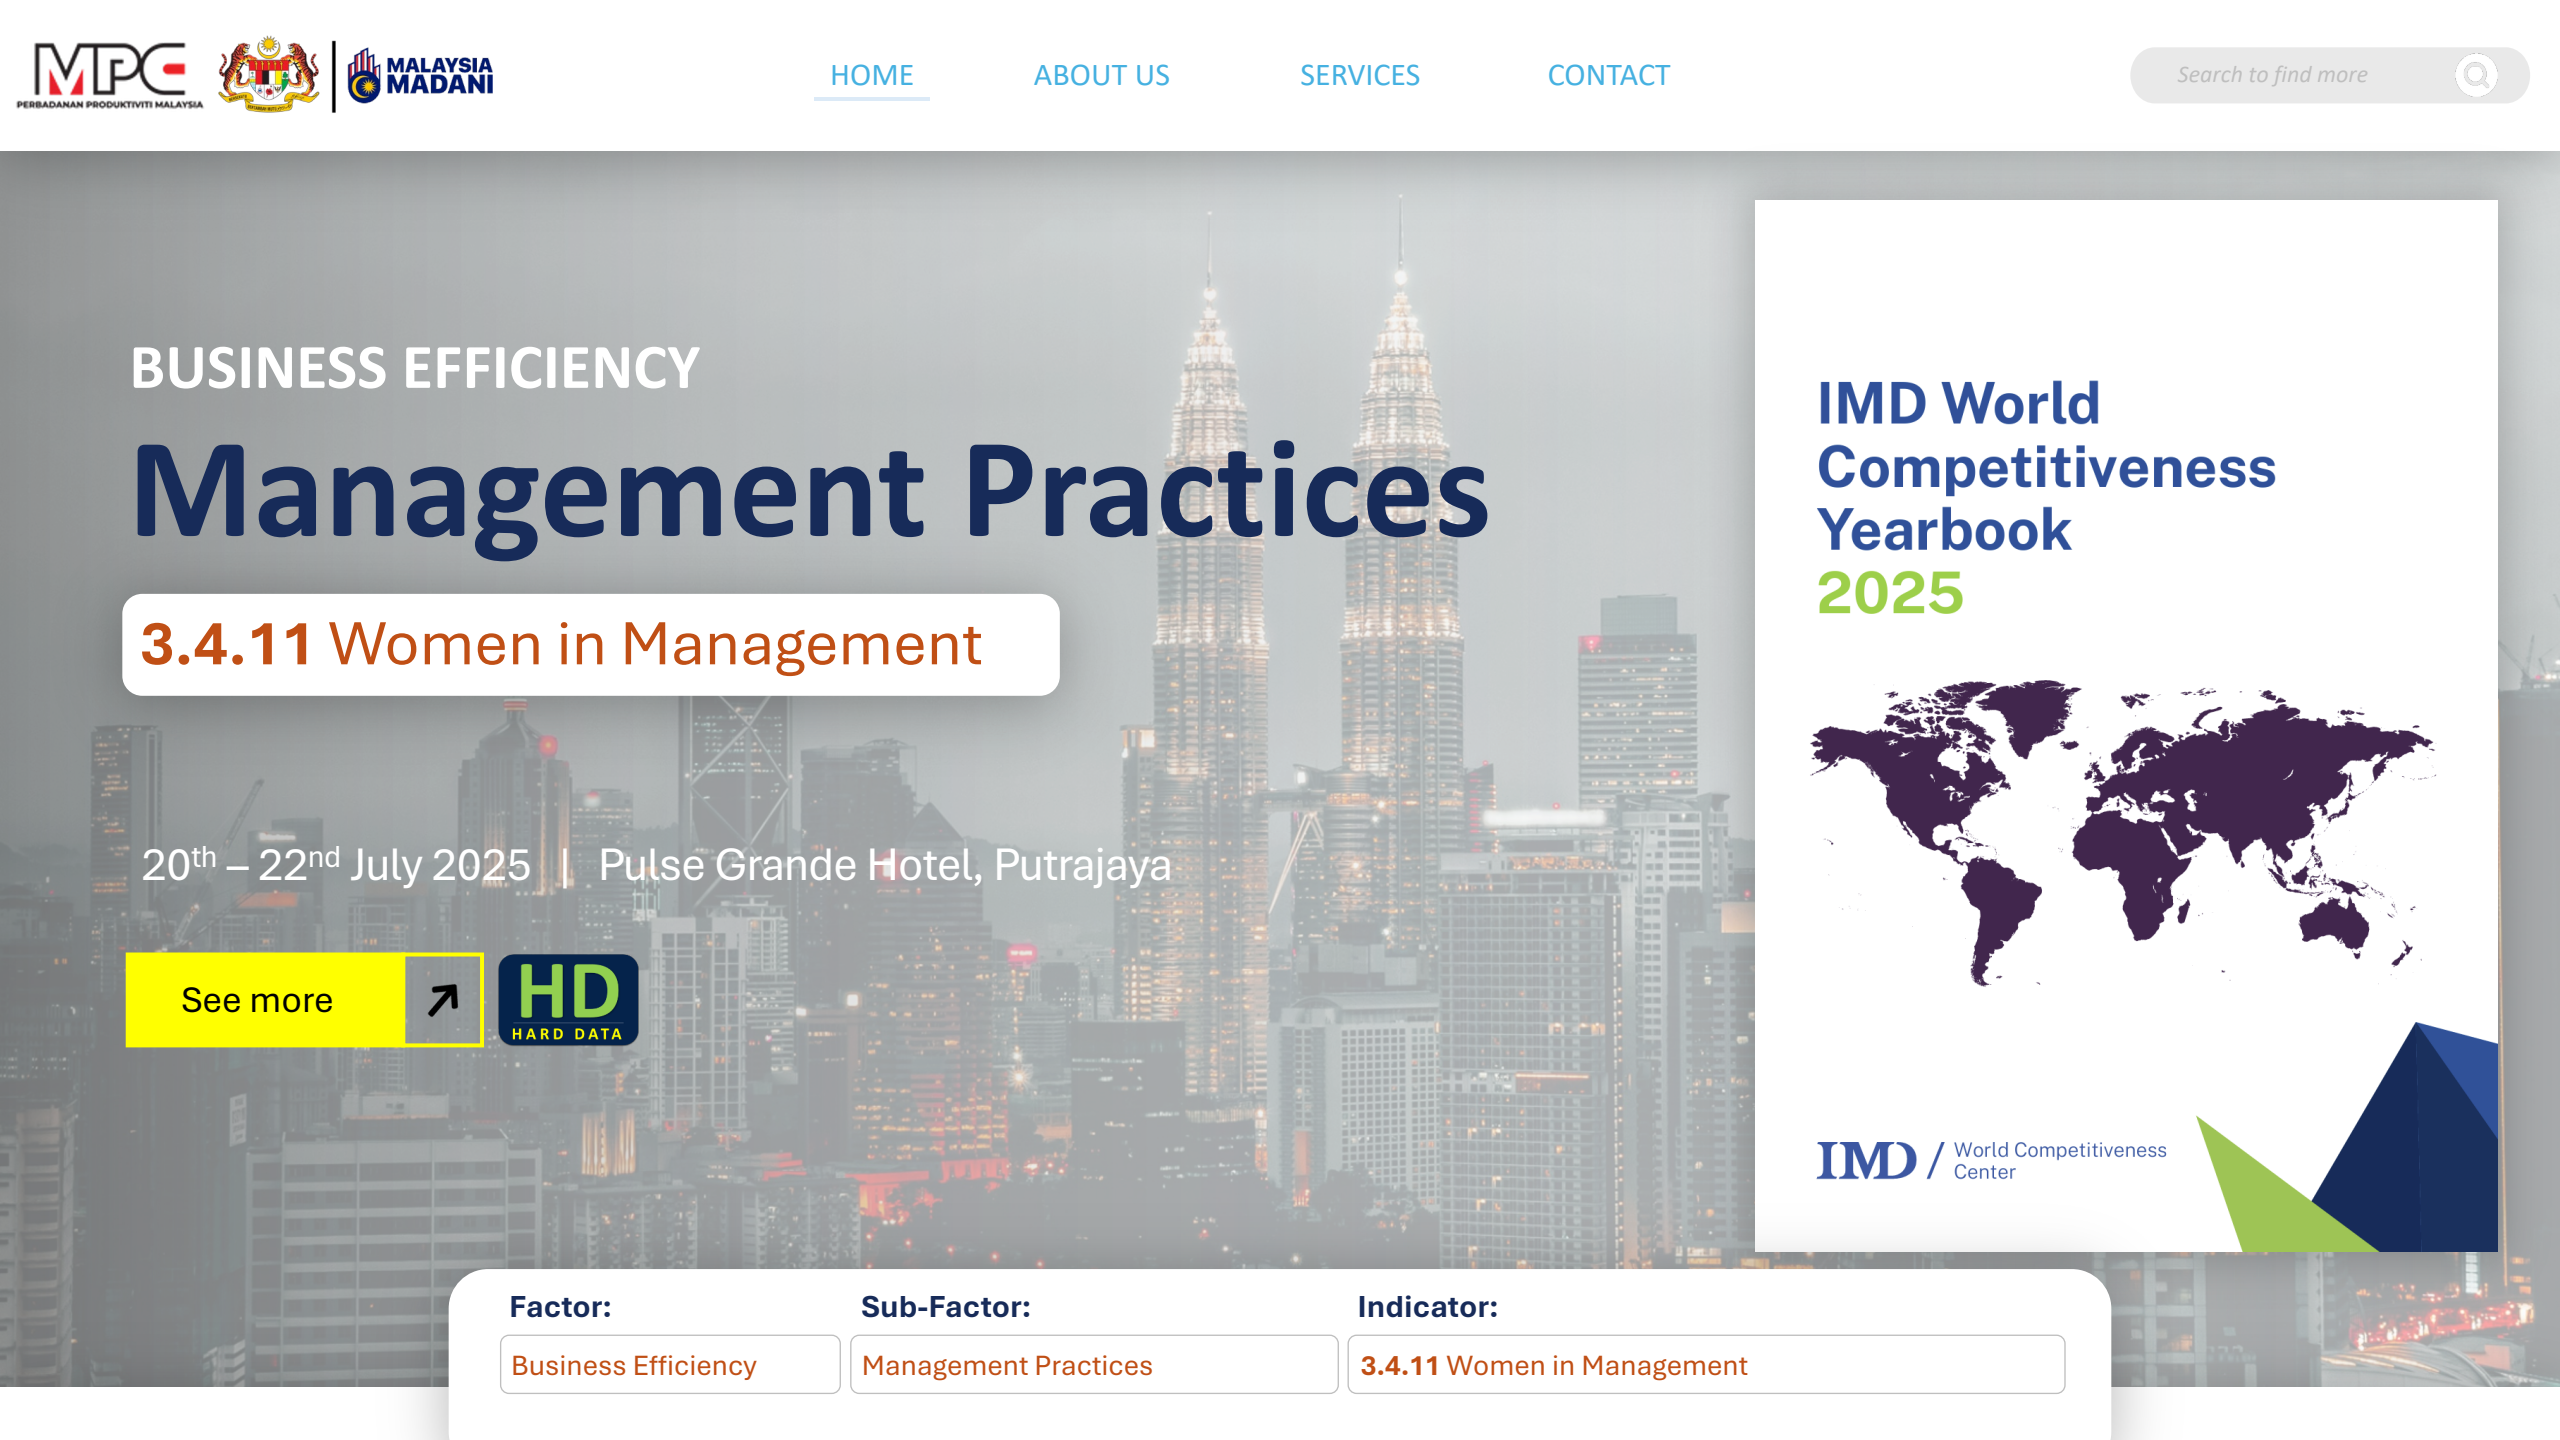 MPC
PERBADANAN PRODUKTIVITI MALAYSIA
MALAYSIA
MADANI
HOME
ABOUT US
SERVICES
CONTACT
Search to find more
BUSINESS EFFICIENCY
Management Practices
3.4.11 Women in Management
20th – 22nd July 2025 | Pulse Grande Hotel, Putrajaya
See more
HD
HARD DATA
IMD World
Competitiveness
Yearbook
2025
IMD / World Competitiveness
Center
Factor:
Sub-Factor:
Indicator:
Business Efficiency
Management Practices
3.4.11 Women in Management